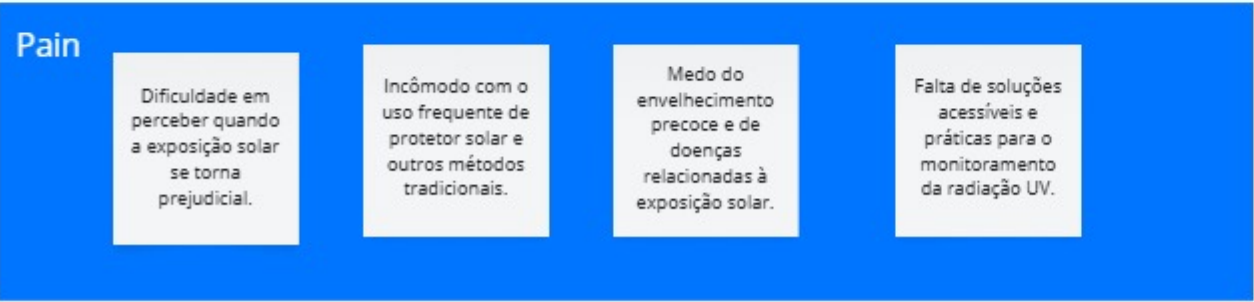 Pain
Dificuldade em
perceber quando
a exposição solar
se torna
prejudicial.
Incômodo com o
uso frequente de
protetor solar e
outros métodos
tradicionais.
Medo do
envelhecimento
precoce e de
doenças
relacionadas à
exposição solar.
Falta de soluções
acessíveis e
práticas para o
monitoramento
da radiação UV.